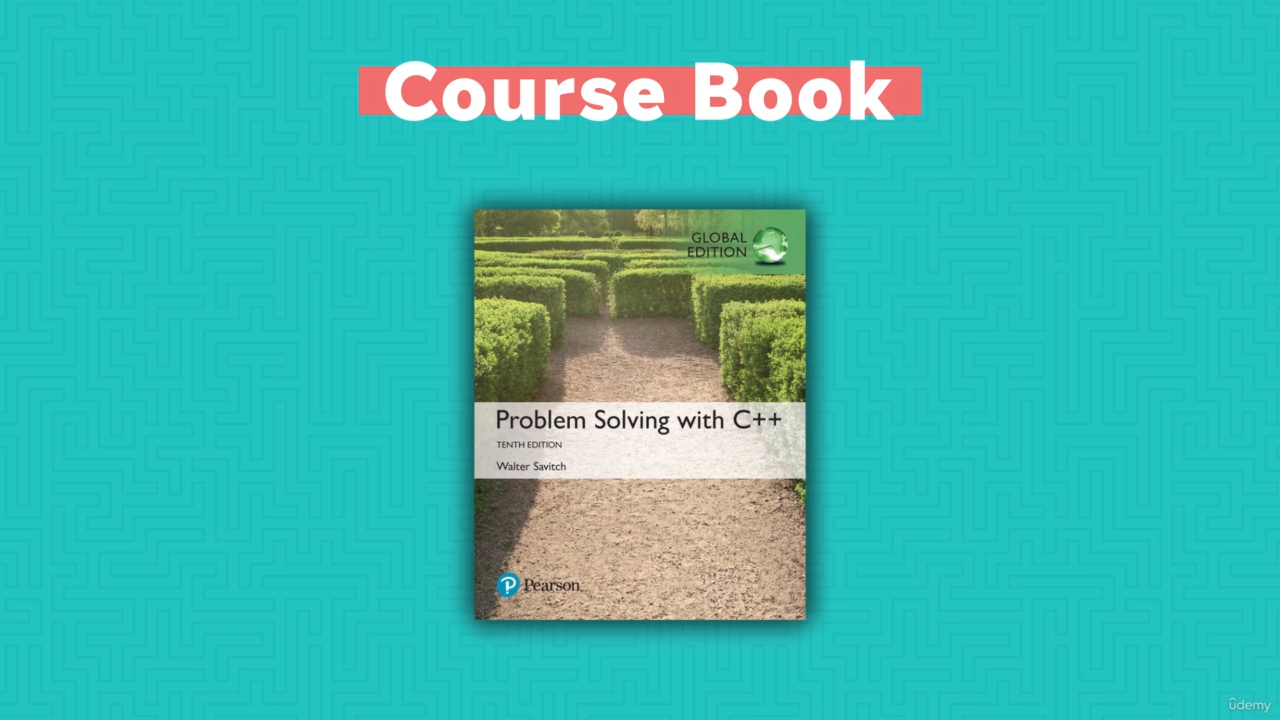 Course Book
GLOBAL
EDITION
Problem Solving with C++
TENTH EDITION
Walter Savitch
Pearson
ûdemy